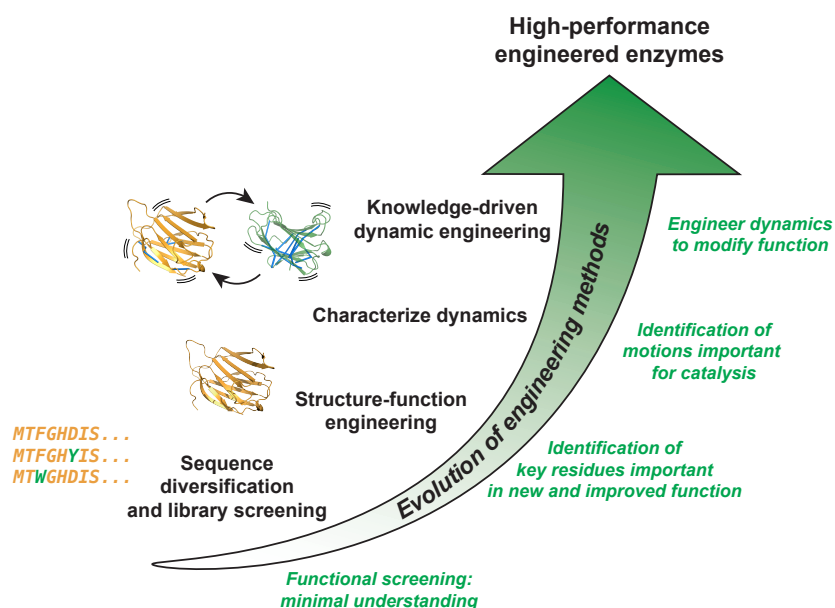 High-performance
engineered enzymes
Knowledge-driven
dynamic engineering
Engineer dynamics
to modify function
Characterize dynamics
Identification of
motions important
for catalysis
Structure-function
engineering
Evolution of engineering methods
MTFGHDIS...
MTFGHYIS...
MTWGHDIS...
Sequence
diversification
and library screening
Identification of
key residues important
in new and improved function
Functional screening:
minimal understanding